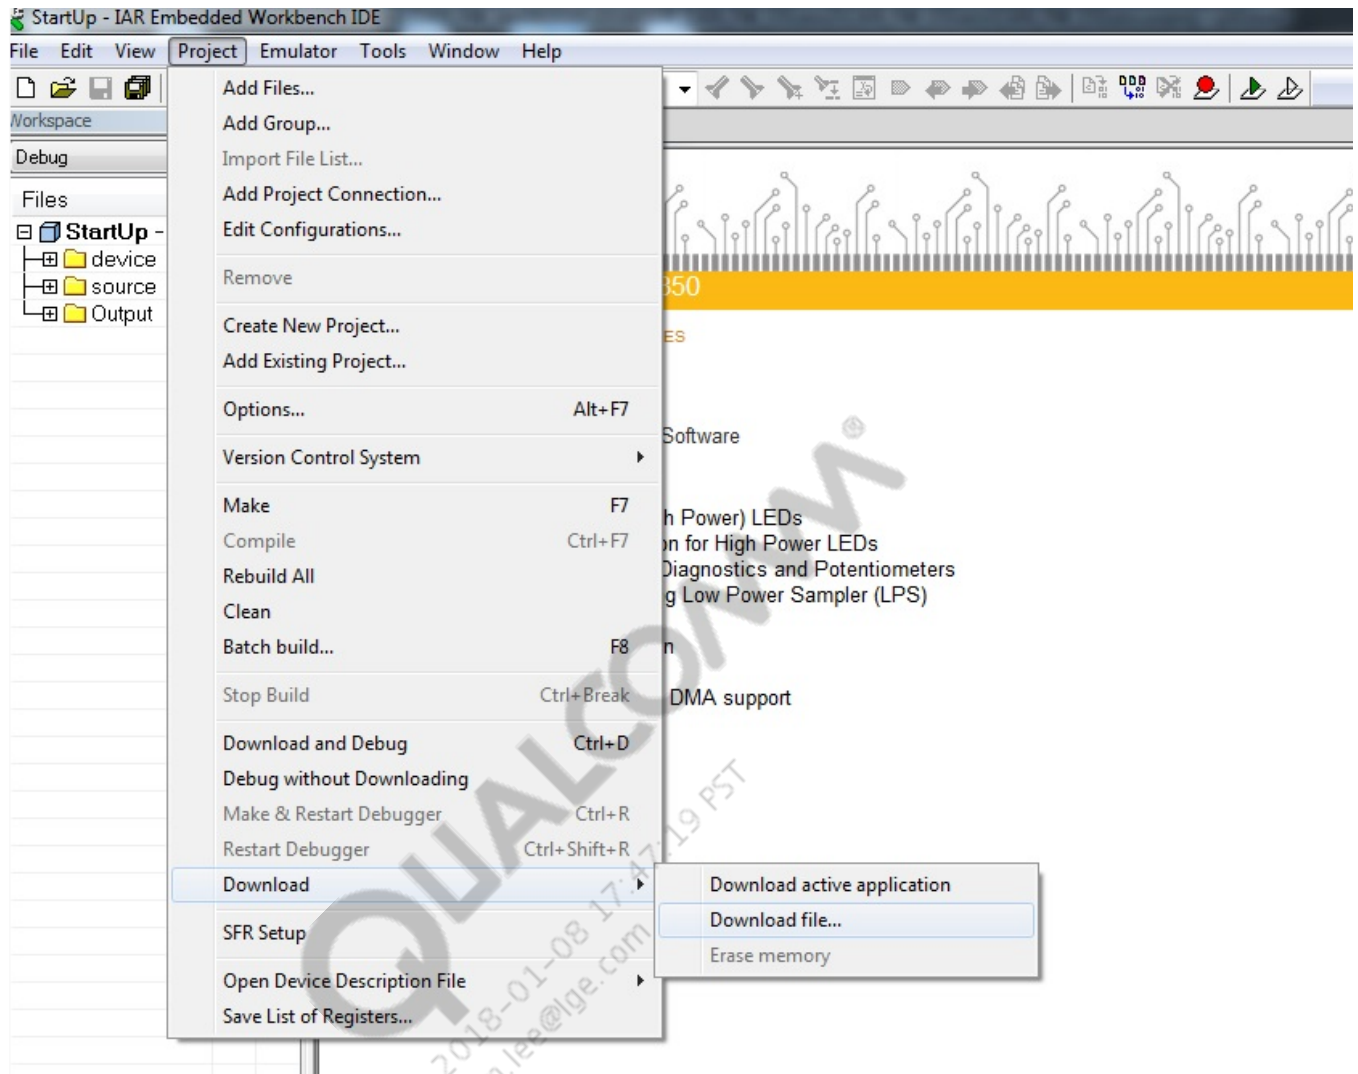 StartUp - IAR Embedded Workbench IDE
File Edit View Project Emulator Tools Window Help
Workspace
Debug
Files
StartUp -
device
source
Output
Add Files...
Add Group...
Import File List...
Add Project Connection...
Edit Configurations...
Remove
Create New Project...
Add Existing Project...
Options... Alt+F7
Version Control System
Make F7
Compile Ctrl+F7
Rebuild All
Clean
Batch build... F8
Stop Build Ctrl+Break
Download and Debug Ctrl+D
Debug without Downloading
Make & Restart Debugger Ctrl+R
Restart Debugger Ctrl+Shift+R
Download
SFR Setup
Open Device Description File
Save List of Registers...
Download active application
Download file...
Erase memory
350
ES
Software
h Power) LEDs
on for High Power LEDs
Diagnostics and Potentiometers
g Low Power Sampler (LPS)
n
DMA support
QUALCOMM®
2018-01-08 17:47:19 PST
.lee@lge.com